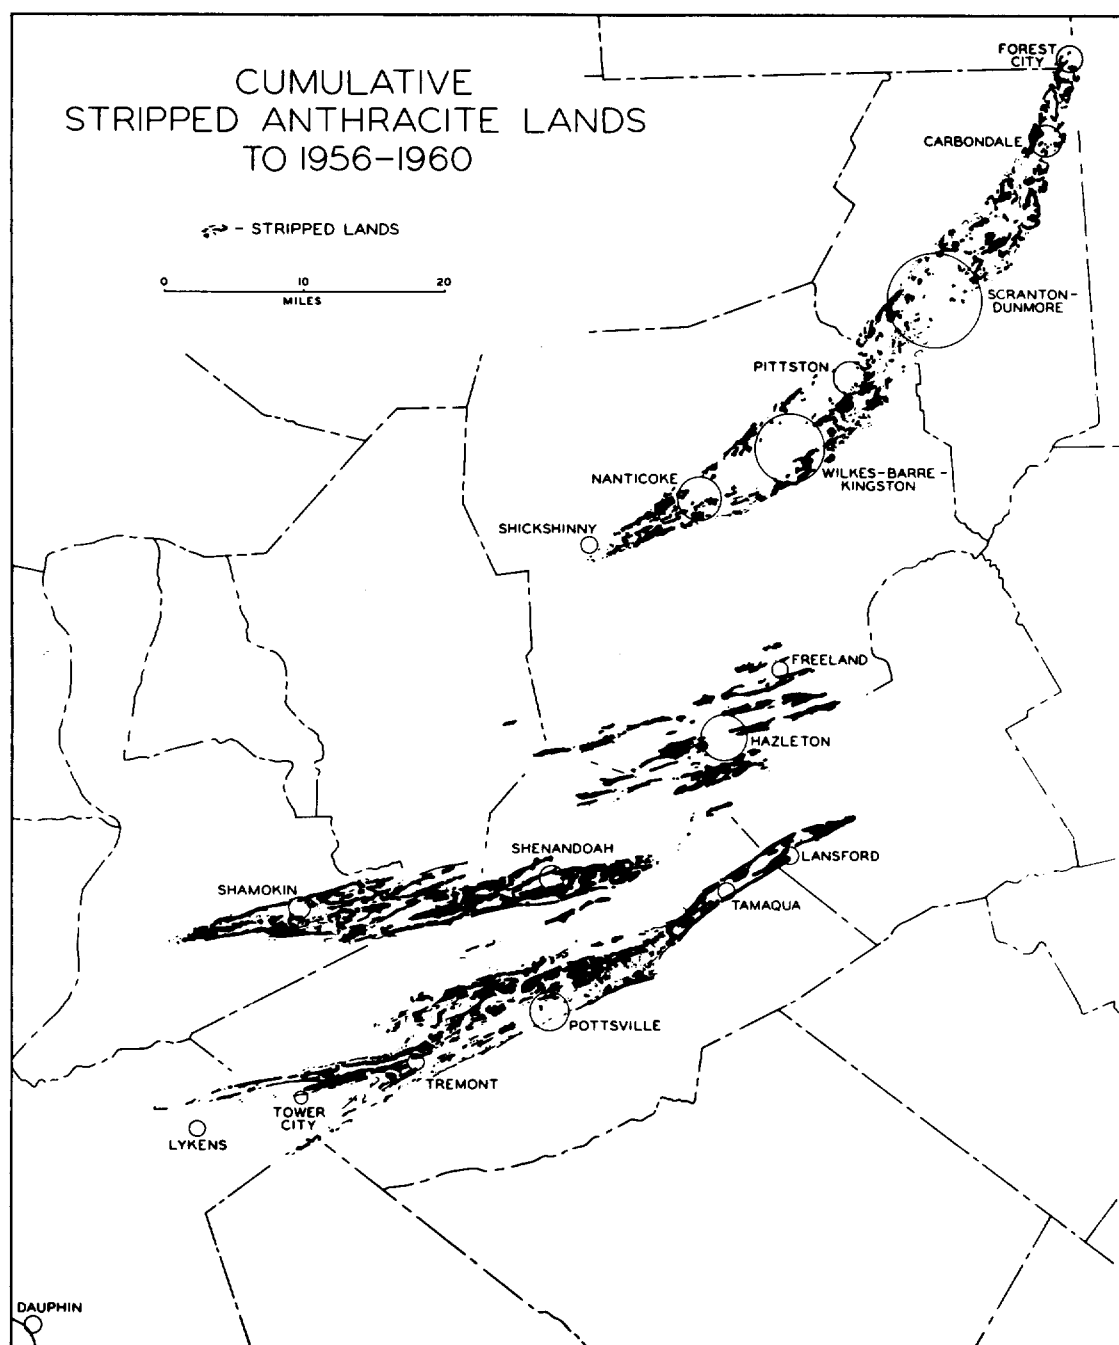 CUMULATIVE
STRIPPED ANTHRACITE LANDS
TO 1956–1960
- STRIPPED LANDS
0 10 20
MILES
FOREST
CITY
CARBONDALE
SCRANTON-
DUNMORE
PITTSTON
WILKES-BARRE-
KINGSTON
NANTICOKE
SHICKSHINNY
FREELAND
HAZLETON
LANSFORD
SHENANDOAH
SHAMOKIN
TAMAQUA
POTTSVILLE
TREMONT
TOWER
CITY
LYKENS
DAUPHIN